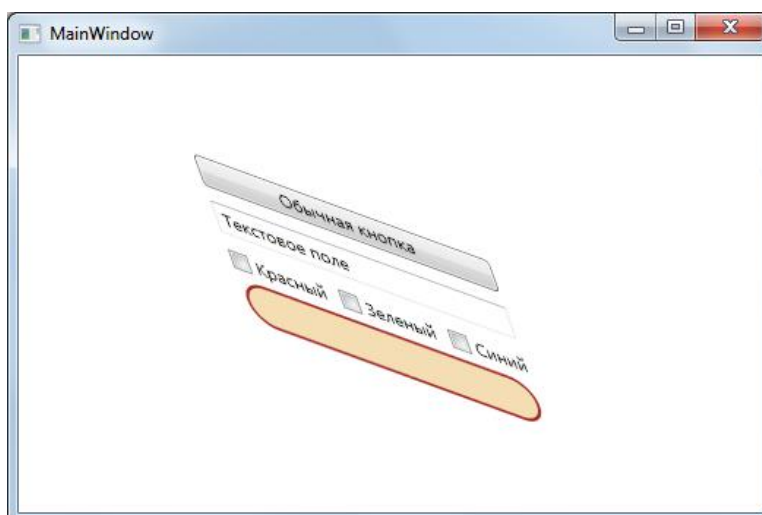 MainWindow
Обычная кнопка
Текстовое поле
Красный Зеленый Синий